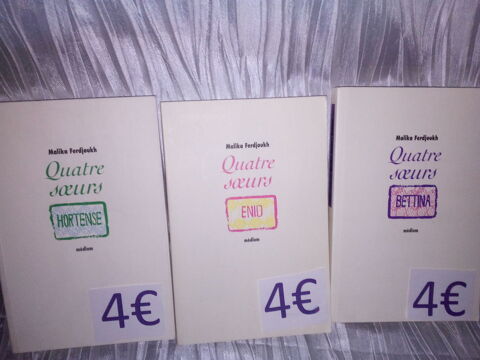 Malika Ferdjoukh
Quatre
sœurs
HORTENSE
médium
4€
Malika Ferdjoukh
Quatre
sœurs
ENID
médium
4€
Malika Ferdjoukh
Quatre
sœurs
BETTINA
médium
4€